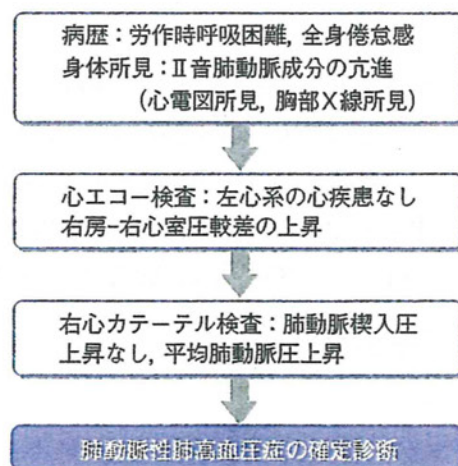 病歴：労作時呼吸困難，全身倦怠感
身体所見：Ⅱ音肺動脈成分の亢進
（心電図所見，胸部X線所見）
心エコー検査：左心系の心疾患なし
右房−右心室圧較差の上昇
右心カテーテル検査：肺動脈楔入圧
上昇なし，平均肺動脈圧上昇
肺動脈性肺高血圧症の確定診断